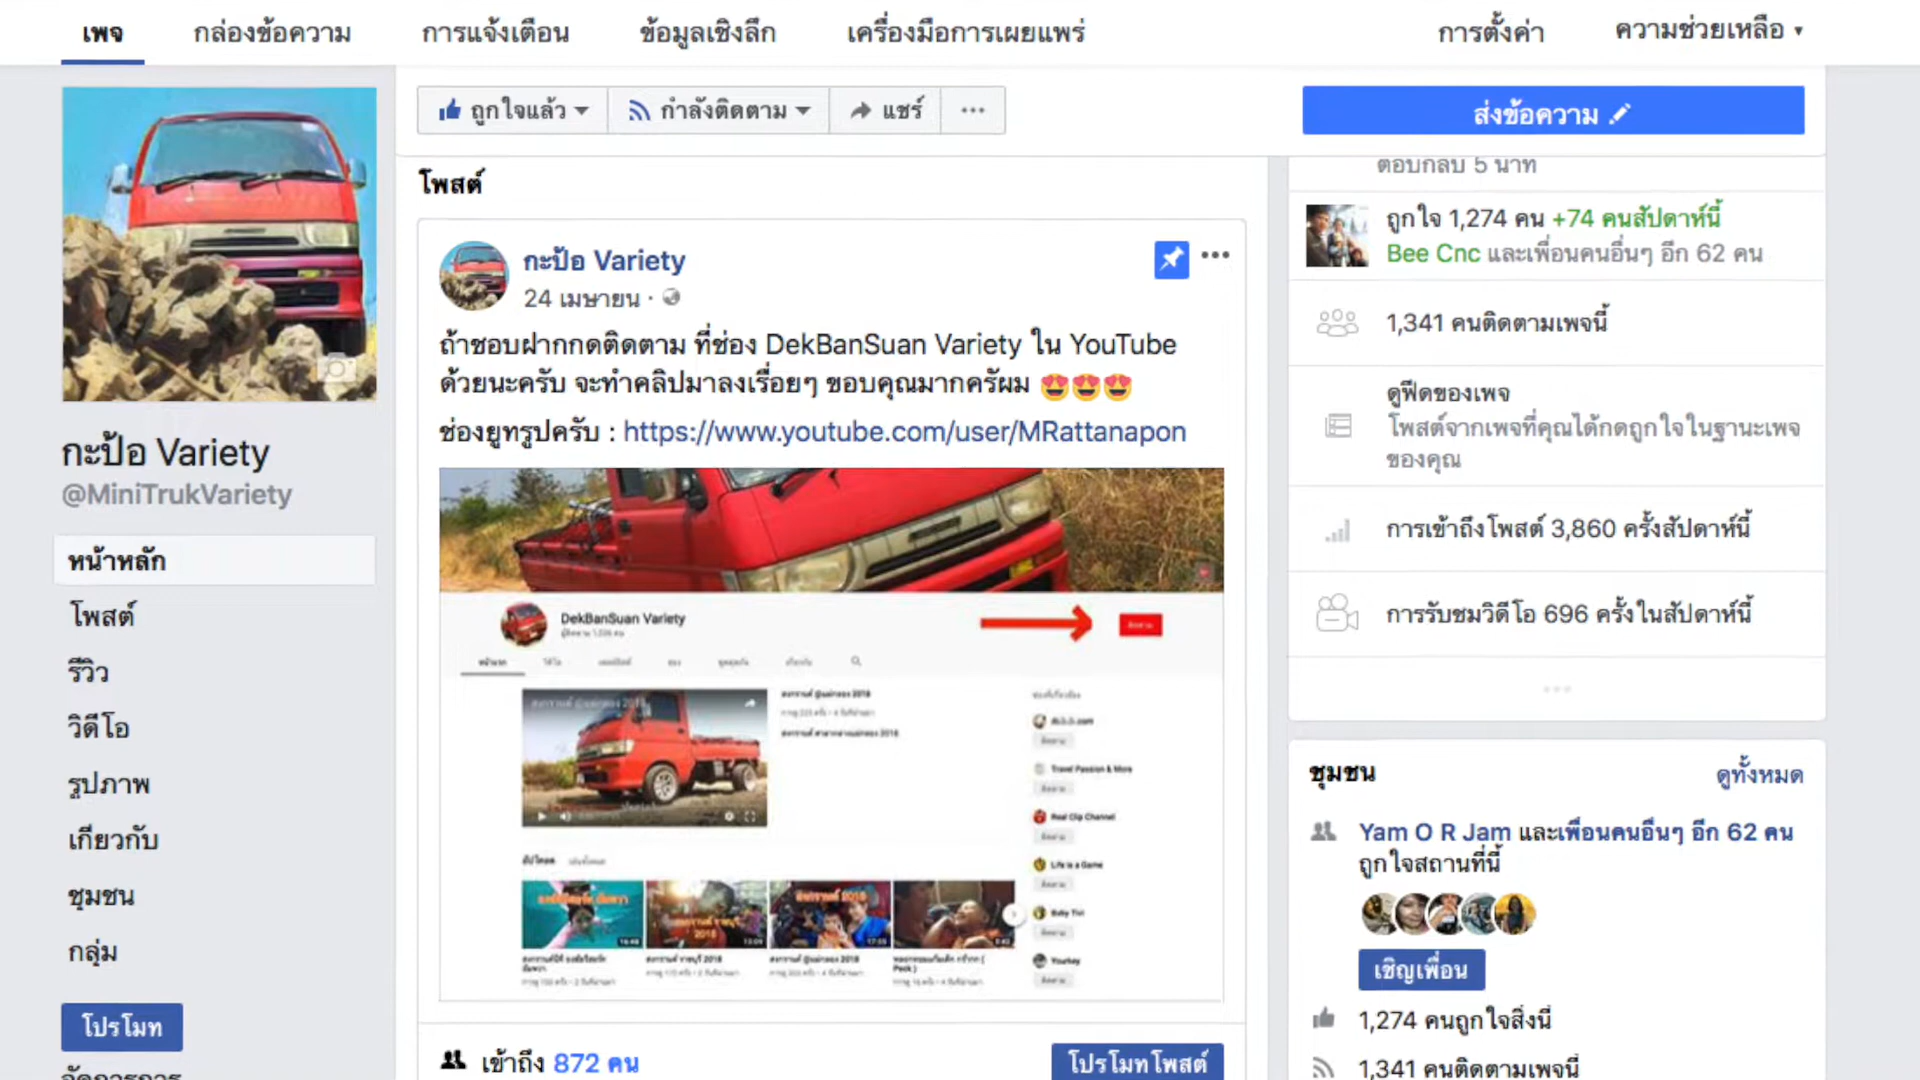 เพจ
กล่องข้อความ
การแจ้งเตือน
ข้อมูลเชิงลึก
เครื่องมือการเผยแพร่
การตั้งค่า
ความช่วยเหลือ
ถูกใจแล้ว
กำลังติดตาม
แชร์
ส่งข้อความ
กะป้อ Variety
@MiniTrukVariety
หน้าหลัก
โพสต์
รีวิว
วิดีโอ
รูปภาพ
เกี่ยวกับ
ชุมชน
กลุ่ม
โปรโมท
โพสต์
กะป้อ Variety
24 เมษายน ·
ถ้าชอบฝากกดติดตาม ที่ช่อง DekBanSuan Variety ใน YouTube
ด้วยนะครับ จะทำคลิปมาลงเรื่อยๆ ขอบคุณมากครัผม 😍😍😍
ช่องยูทรูปครับ : https://www.youtube.com/user/MRattanapon
DekBanSuan Variety
หน้าแรก
วิดีโอ
Travel Passion & More
Real Clip Channel
Life is a Game
Baby Tivi
เข้าถึง 872 คน
โปรโมทโพสต์
ตอบกลับ 5 นาที
ถูกใจ 1,274 คน +74 คนสัปดาห์นี้
Bee Cnc และเพื่อนคนอื่นๆ อีก 62 คน
1,341 คนติดตามเพจนี้
ดูฟีดของเพจ
โพสต์จากเพจที่คุณได้กดถูกใจในฐานะเพจ
ของคุณ
การเข้าถึงโพสต์ 3,860 ครั้งสัปดาห์นี้
การรับชมวิดีโอ 696 ครั้งในสัปดาห์นี้
ชุมชน
ดูทั้งหมด
Yam O R Jam และเพื่อนคนอื่นๆ อีก 62 คน
ถูกใจสถานที่นี้
เชิญเพื่อน
1,274 คนถูกใจสิ่งนี้
1,341 คนติดตามเพจนี้